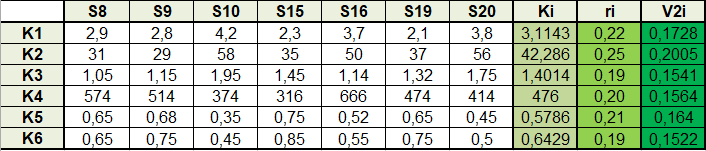 S8 S9 S10 S15 S16 S19 S20 Ki ri V2i
K1 2,9 2,8 4,2 2,3 3,7 2,1 3,8 3,1143 0,22 0,1728
K2 31 29 58 35 50 37 56 42,286 0,25 0,2005
K3 1,05 1,15 1,95 1,45 1,14 1,32 1,75 1,4014 0,19 0,1541
K4 574 514 374 316 666 474 414 476 0,20 0,1564
K5 0,65 0,68 0,35 0,75 0,52 0,65 0,45 0,5786 0,21 0,164
K6 0,65 0,75 0,45 0,85 0,55 0,75 0,5 0,6429 0,19 0,1522